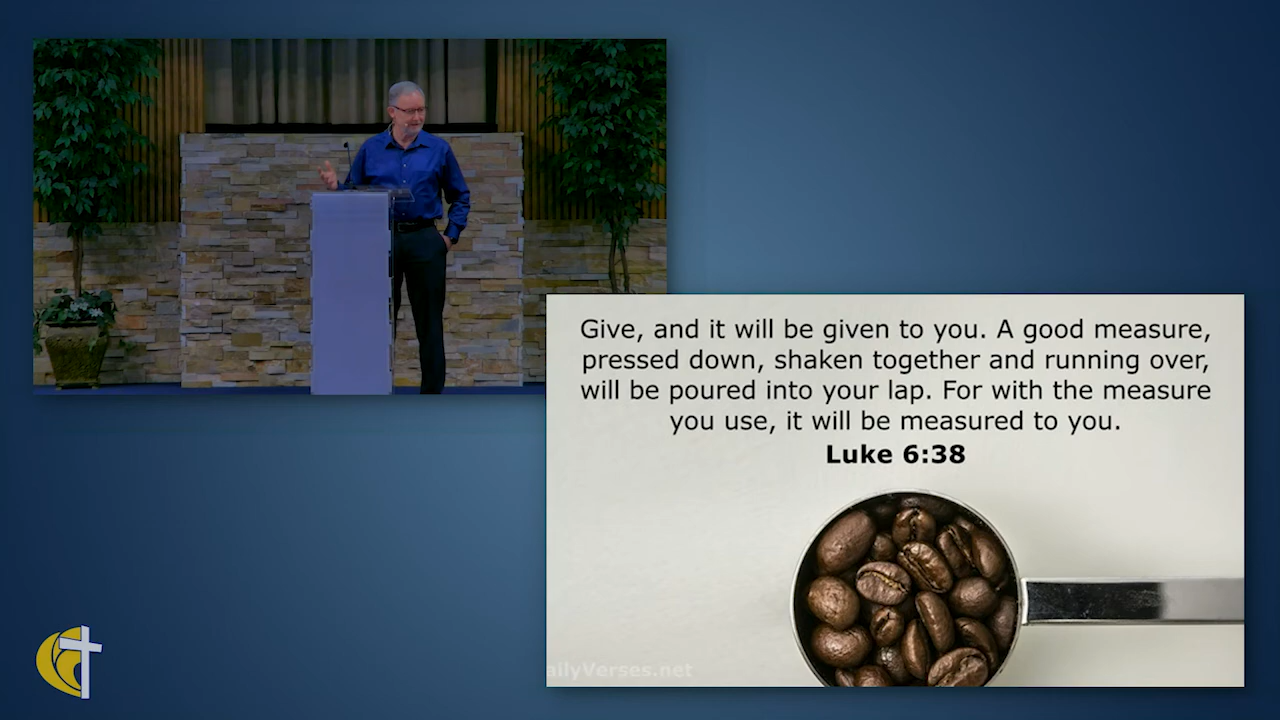 Give, and it will be given to you. A good measure,
pressed down, shaken together and running over,
will be poured into your lap. For with the measure
you use, it will be measured to you.
Luke 6:38
ailyVerses.net